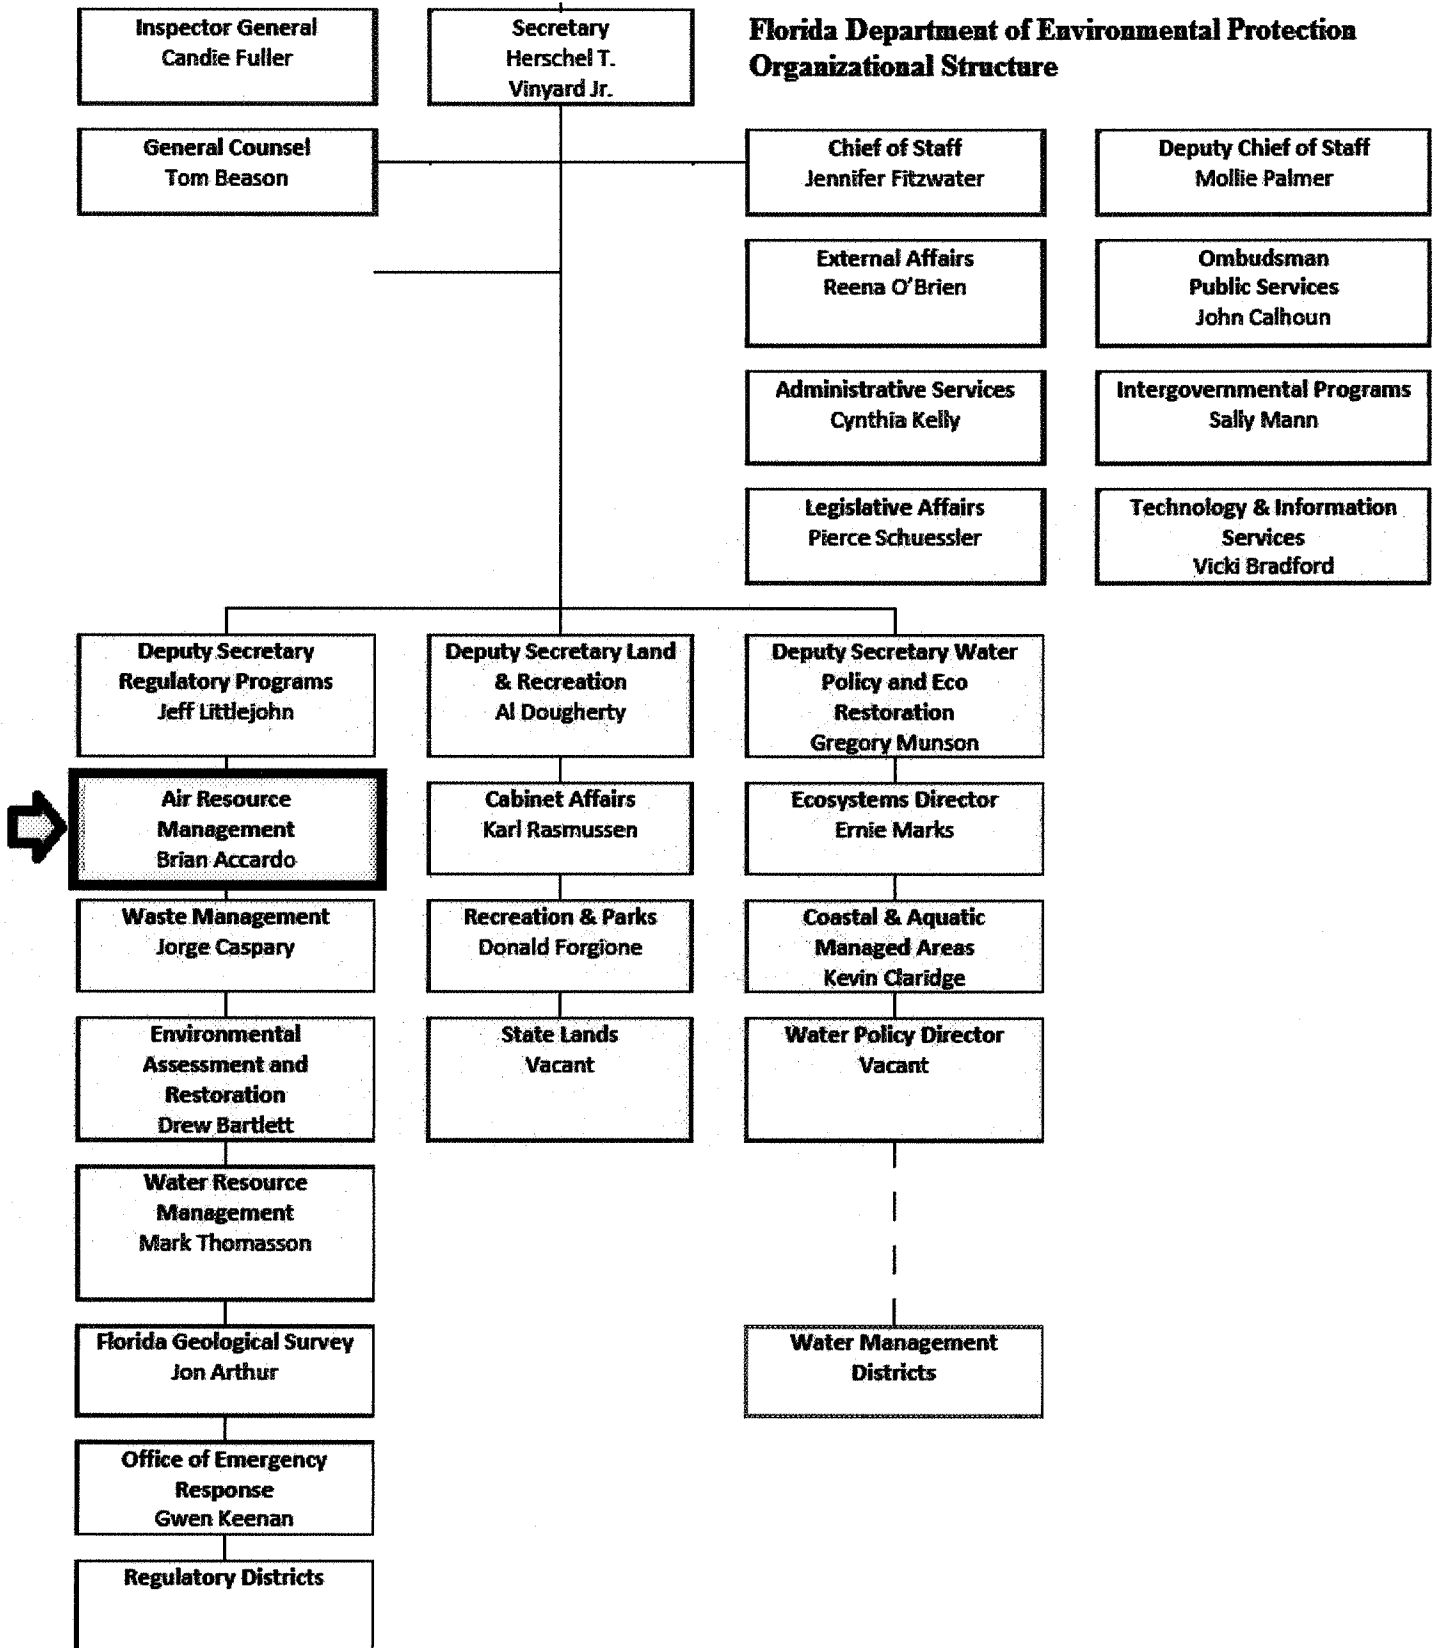 Inspector General
Candie Fuller
Secretary
Herschel T.
Vinyard Jr.
Florida Department of Environmental Protection
Organizational Structure
General Counsel
Tom Beason
Chief of Staff
Jennifer Fitzwater
Deputy Chief of Staff
Mollie Palmer
External Affairs
Reena O'Brien
Ombudsman
Public Services
John Calhoun
Administrative Services
Cynthia Kelly
Intergovernmental Programs
Sally Mann
Legislative Affairs
Pierce Schuessler
Technology & Information
Services
Vicki Bradford
Deputy Secretary
Regulatory Programs
Jeff Littlejohn
Deputy Secretary Land
& Recreation
Al Dougherty
Deputy Secretary Water
Policy and Eco
Restoration
Gregory Munson
Air Resource
Management
Brian Accardo
Cabinet Affairs
Karl Rasmussen
Ecosystems Director
Ernie Marks
Waste Management
Jorge Caspary
Recreation & Parks
Donald Forgione
Coastal & Aquatic
Managed Areas
Kevin Claridge
Environmental
Assessment and
Restoration
Drew Bartlett
State Lands
Vacant
Water Policy Director
Vacant
Water Resource
Management
Mark Thomasson
Florida Geological Survey
Jon Arthur
Water Management
Districts
Office of Emergency
Response
Gwen Keenan
Regulatory Districts